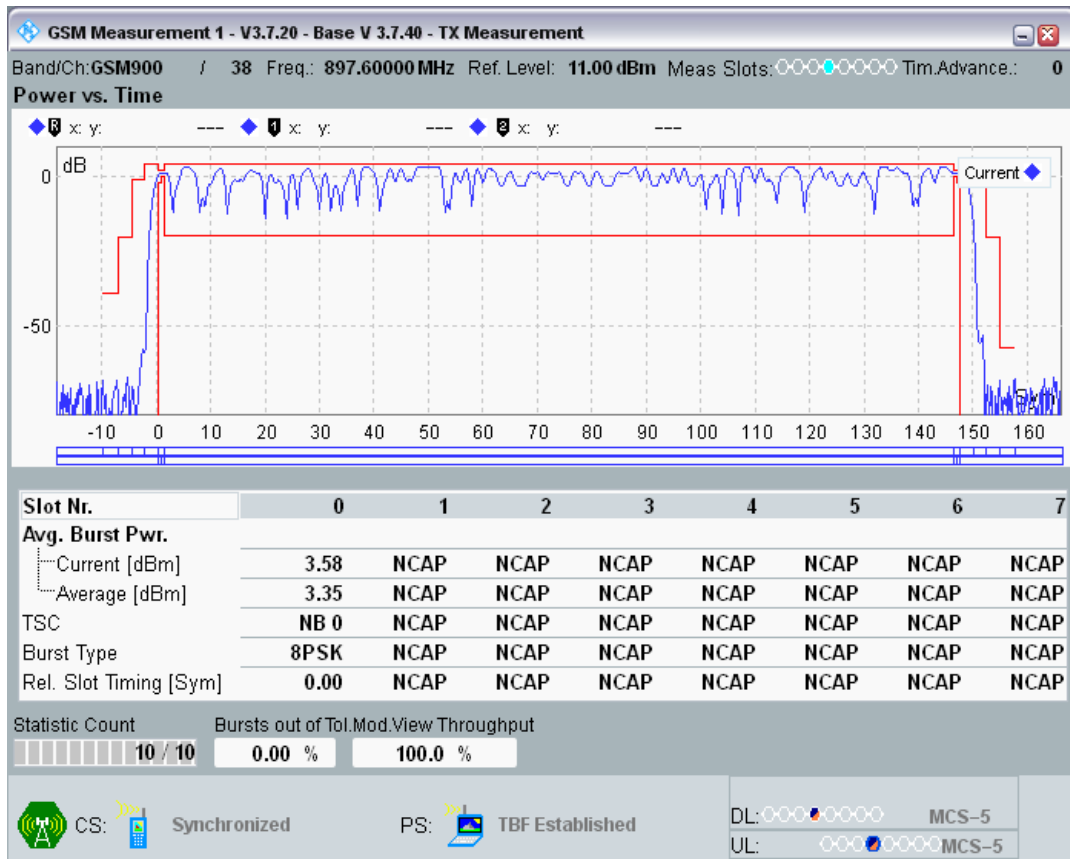 GSM Measurement 1 - V3.7.20 - Base V 3.7.40 - TX Measurement
Band/Ch:GSM900 / 38 Freq.: 897.60000 MHz Ref. Level: 11.00 dBm Meas Slots: Tim.Advance.: 0
Power vs. Time
R x: y: --- 1 x: y: --- 2 x: y: ---
dB
Current
0
-50
-10 0 10 20 30 40 50 60 70 80 90 100 110 120 130 140 150 160
Slot Nr. 0 1 2 3 4 5 6 7
Avg. Burst Pwr.
Current [dBm] 3.58 NCAP NCAP NCAP NCAP NCAP NCAP NCAP
Average [dBm] 3.35 NCAP NCAP NCAP NCAP NCAP NCAP NCAP
TSC NB 0 NCAP NCAP NCAP NCAP NCAP NCAP NCAP
Burst Type 8PSK NCAP NCAP NCAP NCAP NCAP NCAP NCAP
Rel. Slot Timing [Sym] 0.00 NCAP NCAP NCAP NCAP NCAP NCAP NCAP
Statistic Count Bursts out of Tol.Mod.View Throughput
10 / 10 0.00 % 100.0 %
CS: Synchronized PS: TBF Established DL: MCS-5
UL: MCS-5